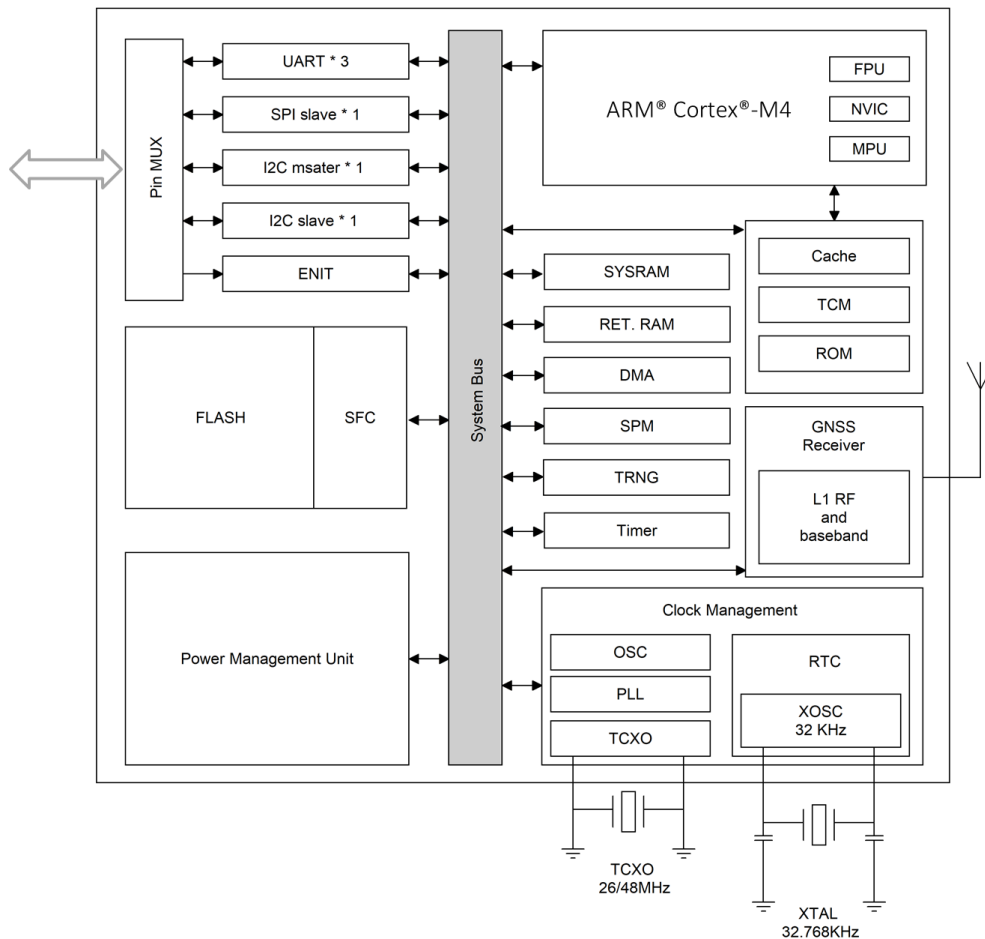 UART * 3
SPI slave * 1
I2C msater * 1
I2C slave * 1
ENIT
Pin MUX
FLASH
SFC
Power Management Unit
System Bus
ARM® Cortex®-M4
FPU
NVIC
MPU
Cache
TCM
ROM
SYSRAM
RET. RAM
DMA
SPM
TRNG
Timer
GNSS
Receiver
L1 RF
and
baseband
Clock Management
OSC
PLL
TCXO
RTC
XOSC
32 KHz
TCXO
26/48MHz
XTAL
32.768KHz